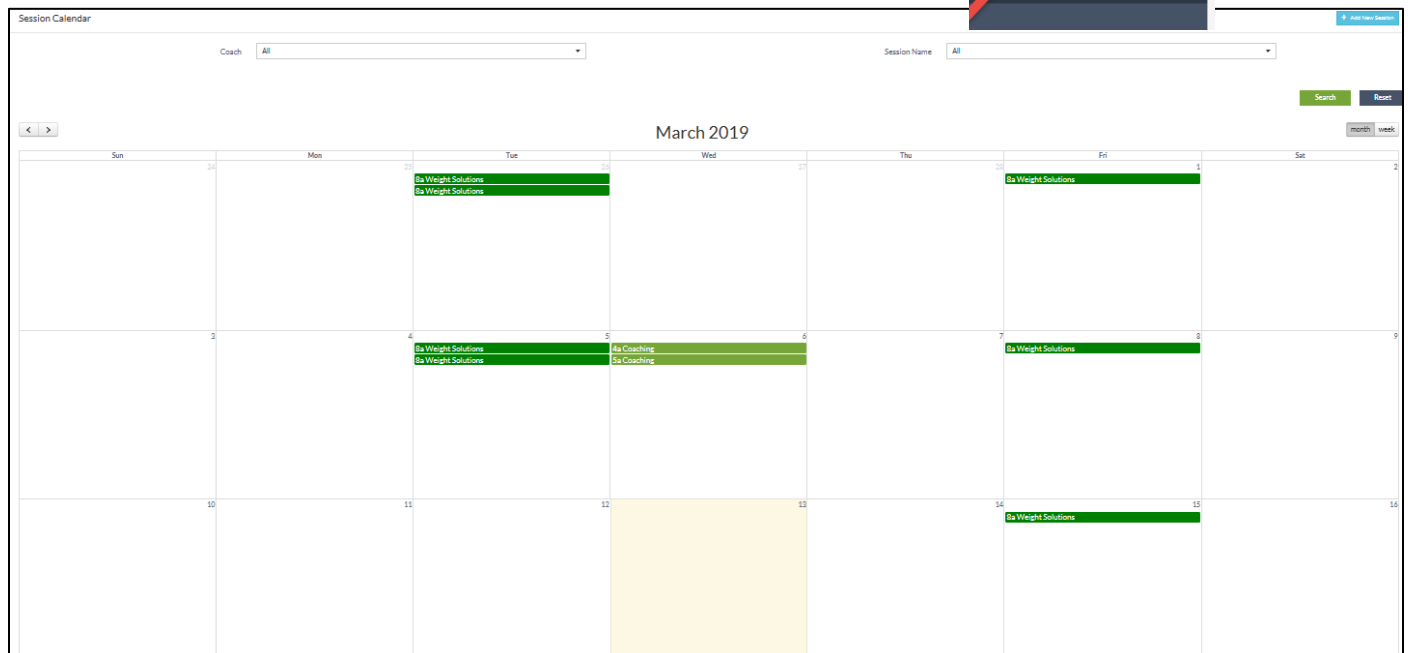 Session Calendar
+ Add New Session
Coach All
Session Name All
Search Reset
< >
March 2019
month week
Sun Mon Tue Wed Thu Fri Sat
24 25 26 27 28 1 2
8a Weight Solutions 8a Weight Solutions
8a Weight Solutions
3 4 5 6 7 8 9
8a Weight Solutions 4a Coaching 8a Weight Solutions
8a Weight Solutions 5a Coaching
10 11 12 13 14 15 16
8a Weight Solutions